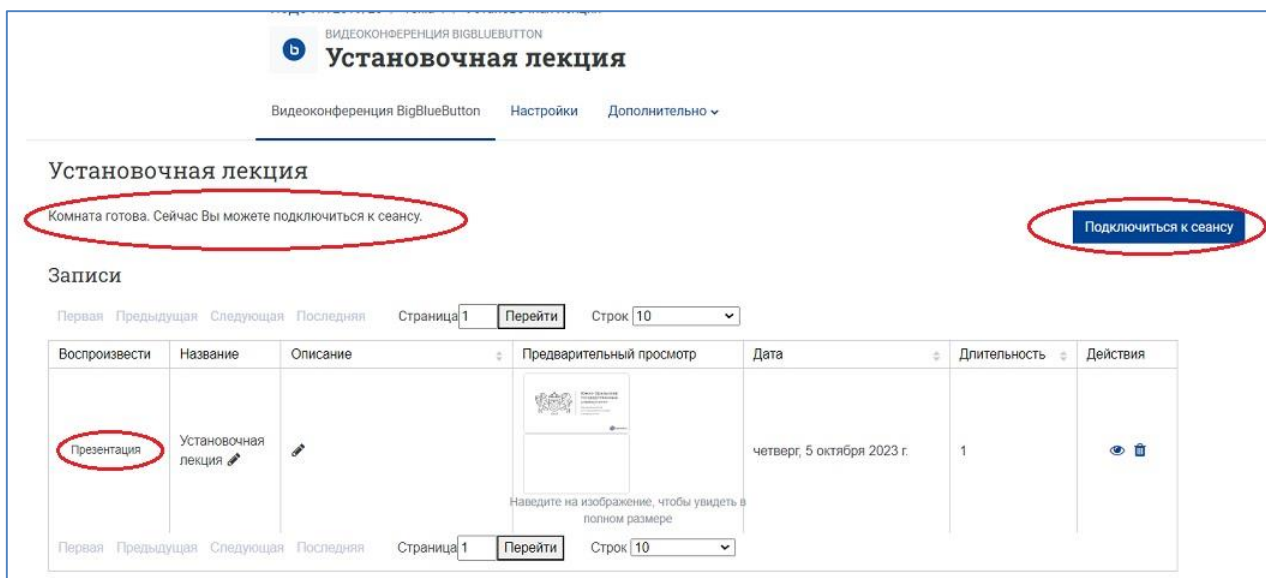 ВИДЕОКОНФЕРЕНЦИЯ BIGBLUEBUTTON
b
Установочная лекция
Видеоконференция BigBlueButton Настройки Дополнительно
Установочная лекция
Комната готова. Сейчас Вы можете подключиться к сеансу.
Подключиться к сеансу
Записи
Первая Предыдущая Следующая Последняя Страница 1 Перейти Строк 10
Воспроизвести Название Описание Предварительный просмотр Дата Длительность Действия
Презентация
Установочная
лекция
четверг, 5 октября 2023 г.
1
Наведите на изображение, чтобы увидеть в
полном размере
Первая Предыдущая Следующая Последняя Страница 1 Перейти Строк 10